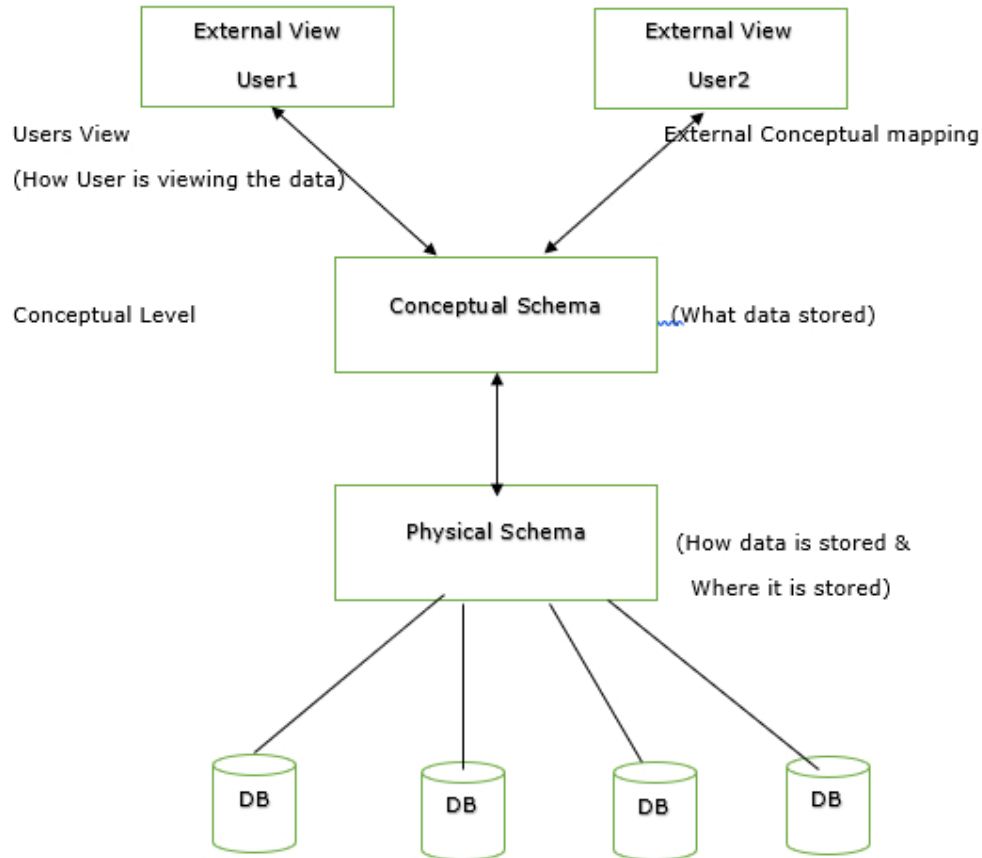 External View
User1
External View
User2
Users View
External Conceptual mapping
(How User is viewing the data)
Conceptual Schema
Conceptual Level
(What data stored)
Physical Schema
(How data is stored &
Where it is stored)
DB
DB
DB
DB